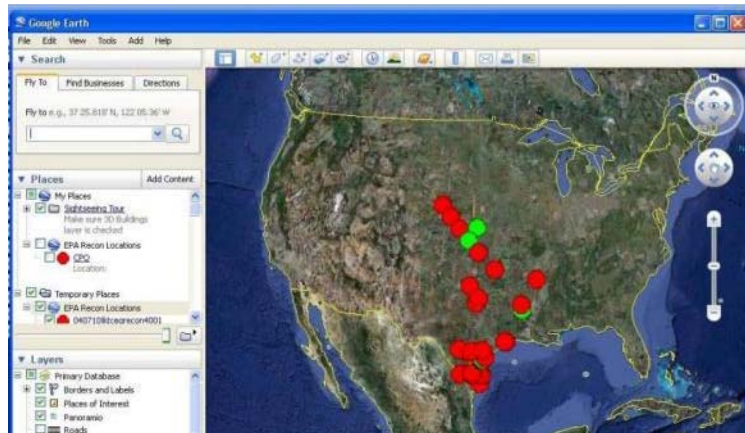 Google Earth
File Edit View Tools Add Help
▼ Search
Fly To Find Businesses Directions
Fly to e.g., 37 25.818' N, 122 05.36' W
▼ Places Add Content
My Places
Sightseeing Tour
Make sure 3D Buildings
layer is checked
EPA Recon Locations
CPO
Location:
Temporary Places
EPA Recon Locations
▼ Layers
Primary Database
Borders and Labels
Places of Interest
Panoramio
Roads
N